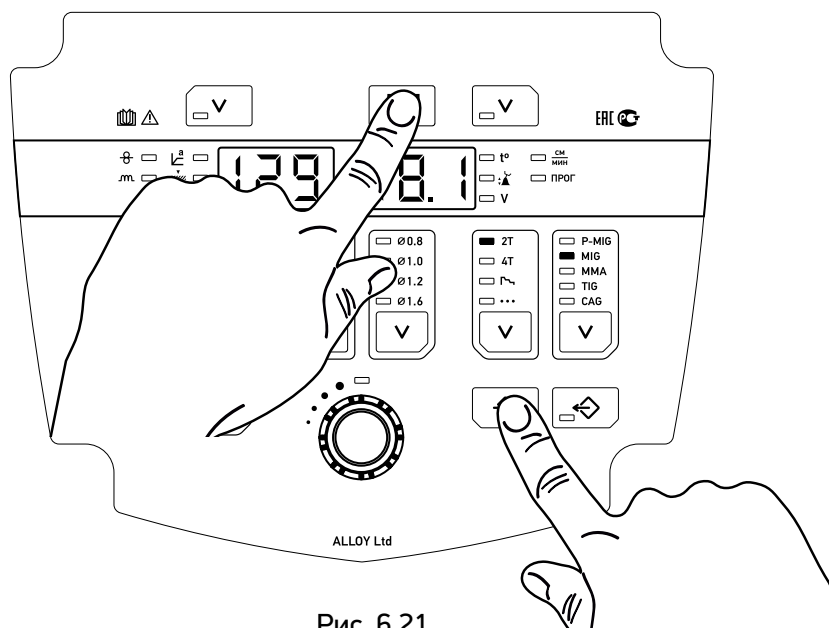 V
V
ЕАС РСТ
a
t°
СМ
МИН
129
8.1
ПРОГ
V
Ø0.8
2T
P-MIG
Ø1.0
4T
MIG
Ø1.2
MMA
Ø1.6
TIG
CAG
V
V
V
ALLOY Ltd
Рис. 6.21